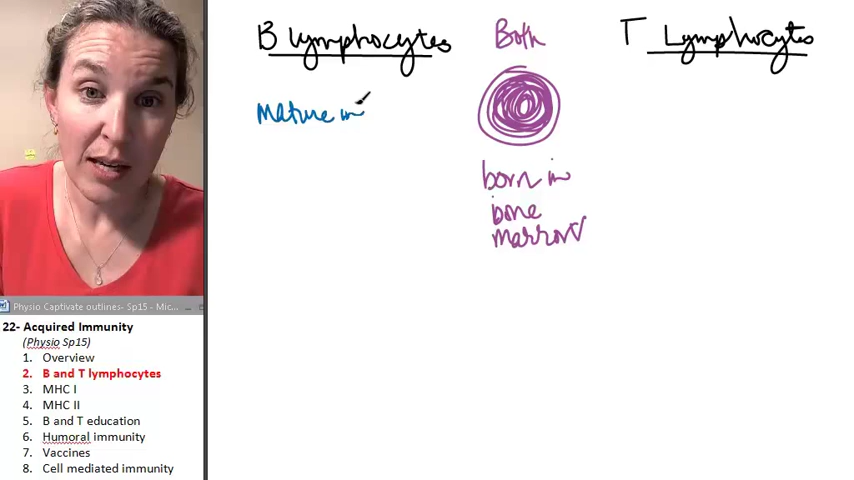 B Lymphocytes
Both
T Lymphocytes
mature in
born in
bone
marrow
Physio Captivate outlines- Sp15 - Mic...
22- Acquired Immunity
(Physio Sp15)
1. Overview
2. B and T lymphocytes
3. MHC I
4. MHC II
5. B and T education
6. Humoral immunity
7. Vaccines
8. Cell mediated immunity